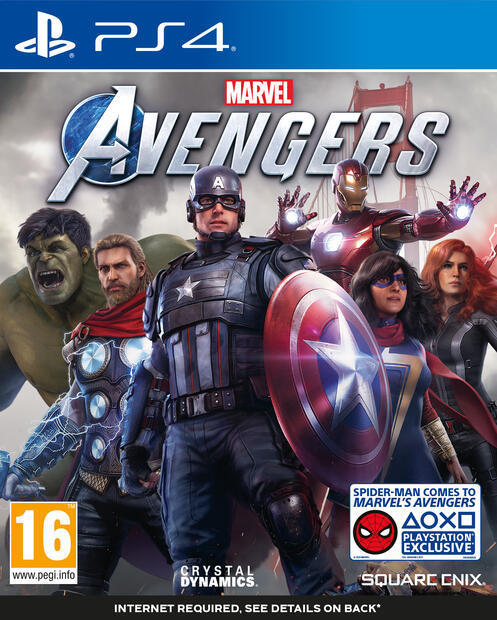 PS4
MARVEL
AVENGERS
A
SPIDER-MAN COMES TO
MARVEL'S AVENGERS
PLAYSTATION
EXCLUSIVE
16
www.pegi.info
CRYSTAL
DYNAMICS
SQUARE ENIX
INTERNET REQUIRED, SEE DETAILS ON BACK*